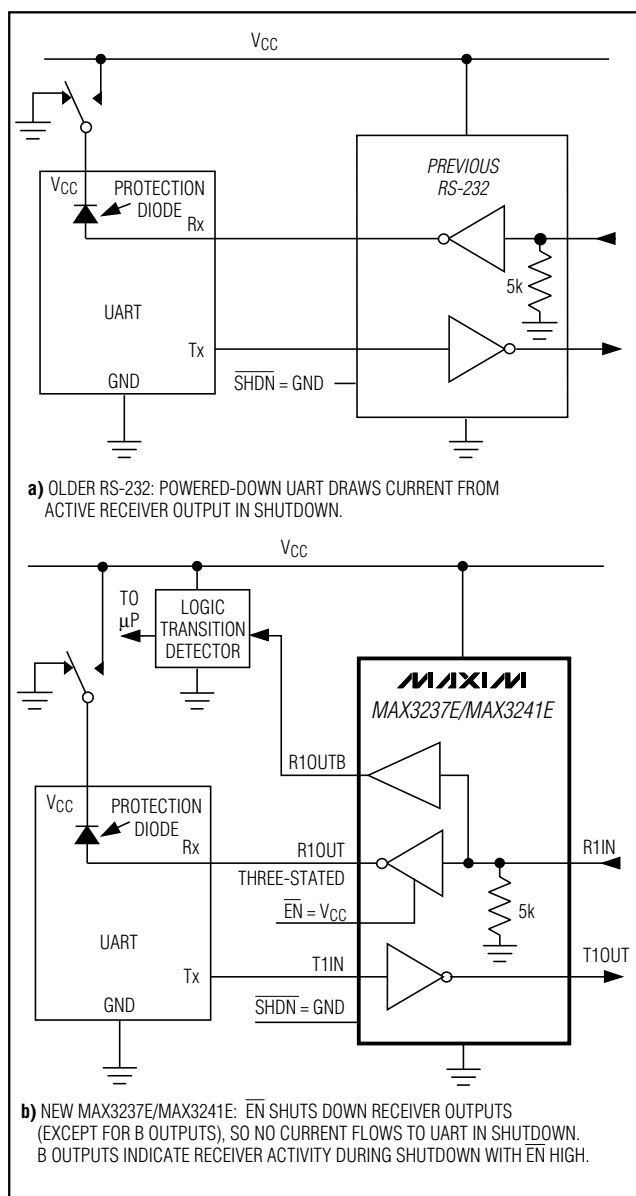 VCC
PREVIOUS
RS-232
VCC
PROTECTION
DIODE
Rx
5k
UART
Tx
GND
SHDN = GND
a) OLDER RS-232: POWERED-DOWN UART DRAWS CURRENT FROM
ACTIVE RECEIVER OUTPUT IN SHUTDOWN.
VCC
TO
μP
LOGIC
TRANSITION
DETECTOR
MAXIM
MAX3237E/MAX3241E
R1OUTB
VCC
PROTECTION
DIODE
Rx
R1OUT
R1IN
THREE-STATED
EN = VCC
5k
UART
Tx
T1IN
T1OUT
GND
SHDN = GND
b) NEW MAX3237E/MAX3241E: EN SHUTS DOWN RECEIVER OUTPUTS
(EXCEPT FOR B OUTPUTS), SO NO CURRENT FLOWS TO UART IN SHUTDOWN.
B OUTPUTS INDICATE RECEIVER ACTIVITY DURING SHUTDOWN WITH EN HIGH.